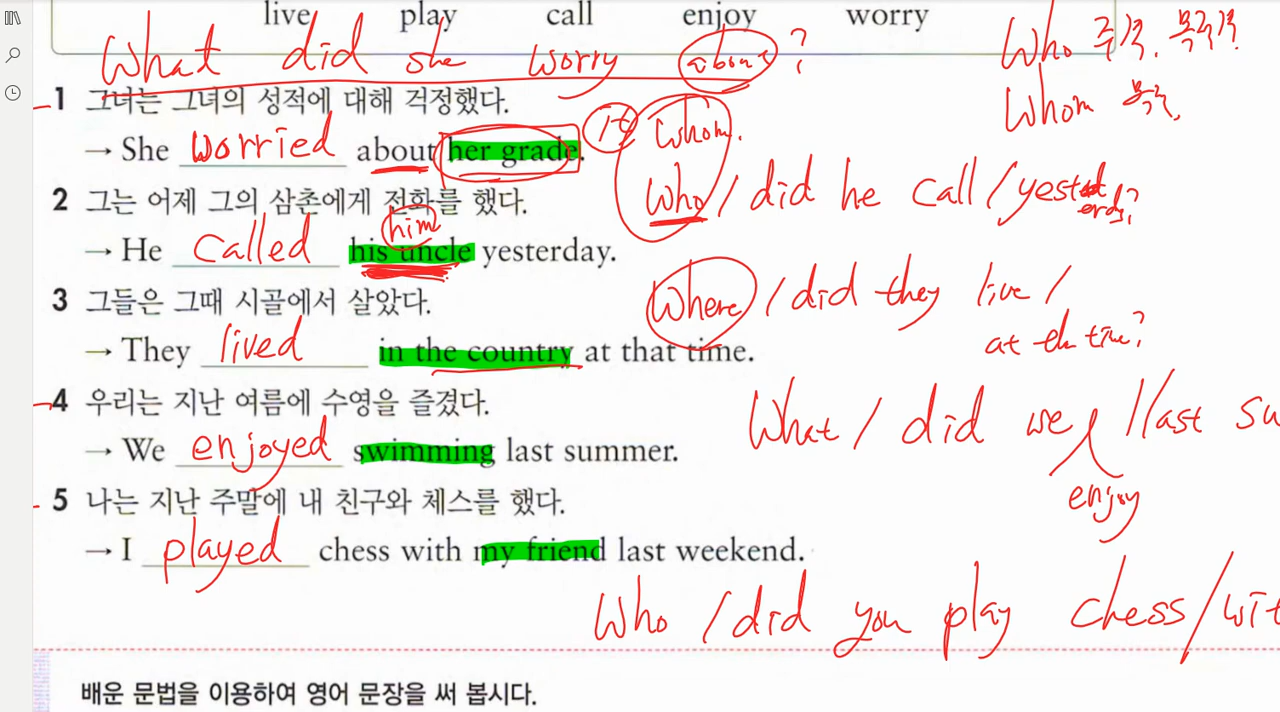 live play call enjoy worry
What did she worry about?
Who 주격. 목적격.
Whom 목적.
1 그녀는 그녀의 성적에 대해 걱정했다.
→ She worried about her grade.
It
Whom.
Who / did he call / yesterday?
2 그는 어제 그의 삼촌에게 전화를 했다.
him
→ He called his uncle yesterday.
3 그들은 그때 시골에서 살았다.
Where / did they live /
→ They lived in the country at that time.
at the time?
4 우리는 지난 여름에 수영을 즐겼다.
What / did we enjoy / last su
→ We enjoyed swimming last summer.
5 나는 지난 주말에 내 친구와 체스를 했다.
→ I played chess with my friend last weekend.
Who / did you play chess / wit
배운 문법을 이용하여 영어 문장을 써 봅시다.